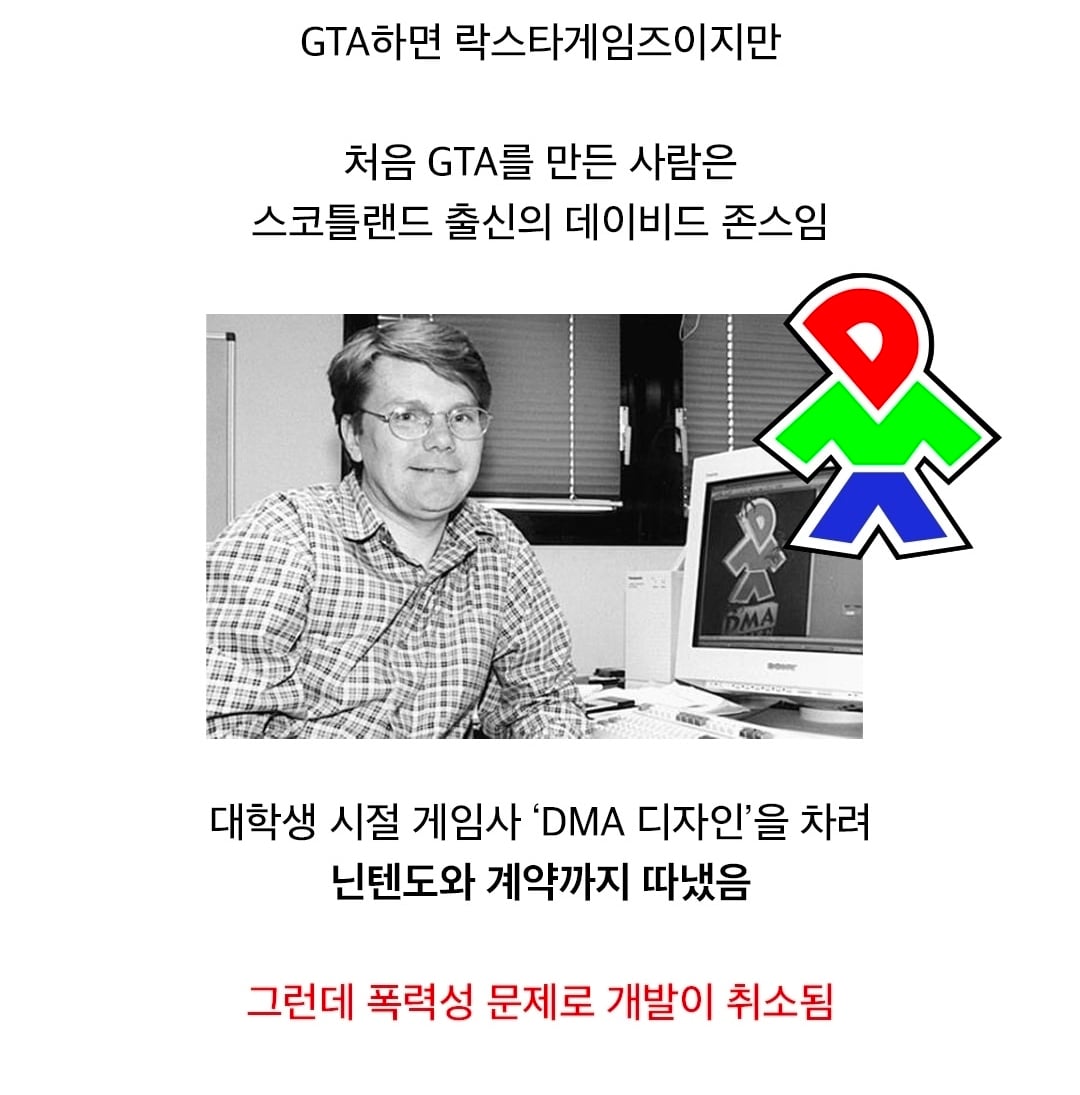 GTA하면 락스타게임즈이지만
처음 GTA를 만든 사람은
스코틀랜드 출신의 데이비드 존스임
DMA
DMA
SONY
대학생 시절 게임사 ‘DMA 디자인’을 차려
닌텐도와 계약까지 따냈음
그런데 폭력성 문제로 개발이 취소됨